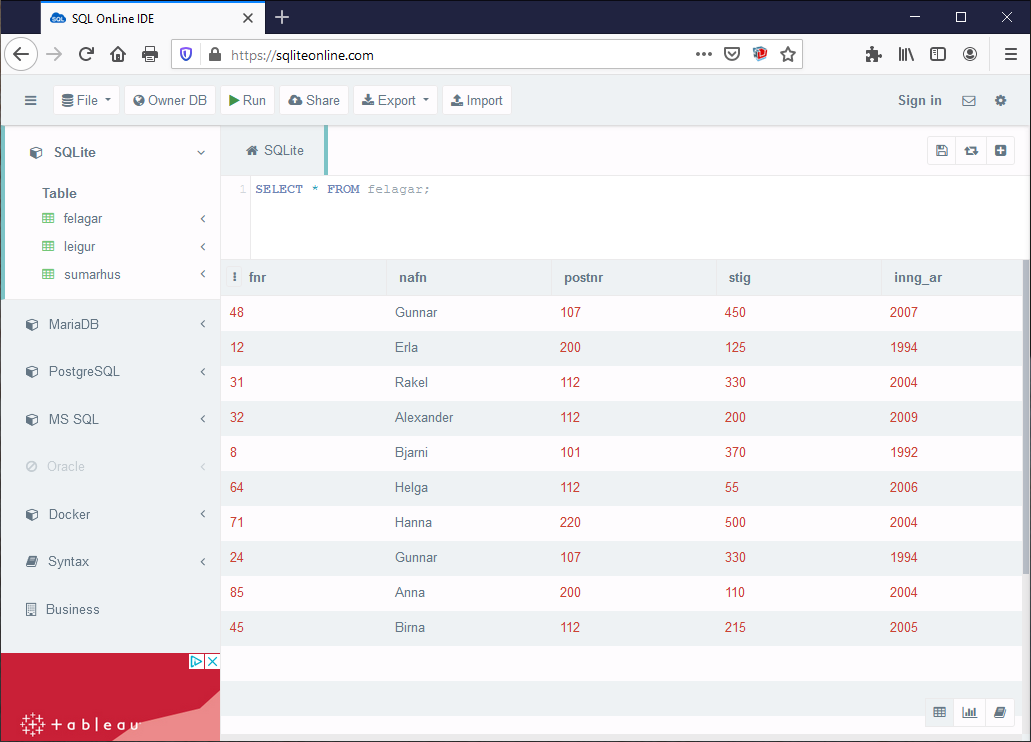 SQL OnLine IDE
https://sqliteonline.com
File Owner DB Run Share Export Import Sign in
SQLite
Table
felagar
leigur
sumarhus
MariaDB
PostgreSQL
MS SQL
Oracle
Docker
Syntax
Business
+ a b l e a u
SQLite
1 SELECT * FROM felagar;
fnr nafn postnr stig inng_ar
48 Gunnar 107 450 2007
12 Erla 200 125 1994
31 Rakel 112 330 2004
32 Alexander 112 200 2009
8 Bjarni 101 370 1992
64 Helga 112 55 2006
71 Hanna 220 500 2004
24 Gunnar 107 330 1994
85 Anna 200 110 2004
45 Birna 112 215 2005